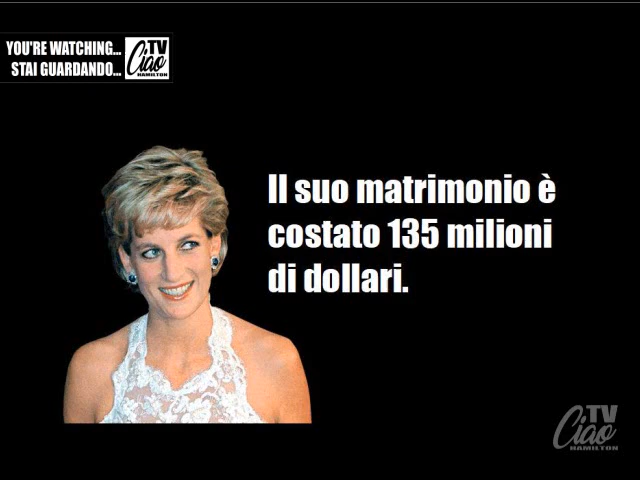 YOU'RE WATCHING...
STAI GUARDANDO...
TV
Ciao
HAMILTON
Il suo matrimonio è
costato 135 milioni
di dollari.
TV
Ciao
HAMILTON